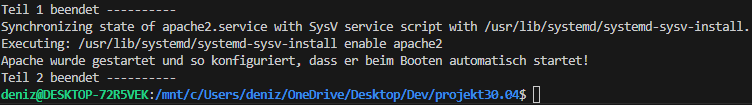 Teil 1 beendet ----------
Synchronizing state of apache2.service with SysV service script with /usr/lib/systemd/systemd-sysv-install.
Executing: /usr/lib/systemd/systemd-sysv-install enable apache2
Apache wurde gestartet und so konfiguriert, dass er beim Booten automatisch startet!
Teil 2 beendet ----------
deniz@DESKTOP-72R5VEK:/mnt/c/Users/deniz/OneDrive/Desktop/Dev/projekt30.04$